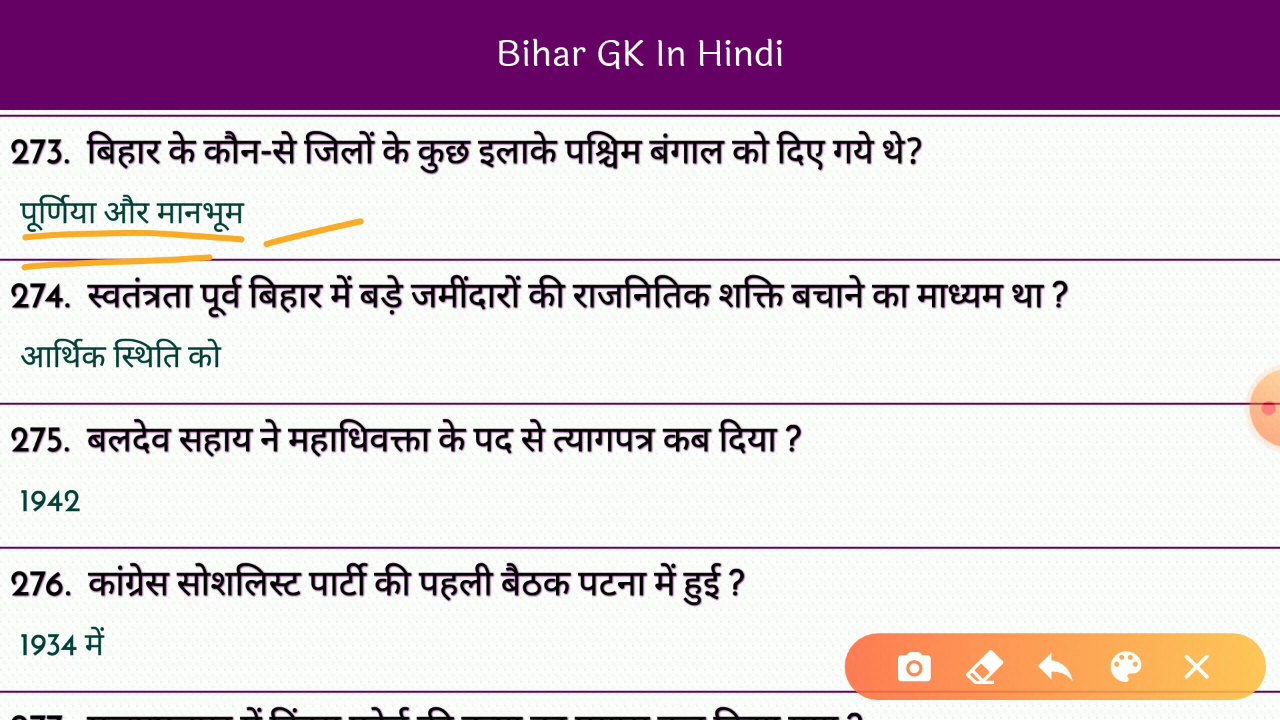 Bihar GK In Hindi
273. बिहार के कौन-से जिलों के कुछ इलाके पश्चिम बंगाल को दिए गये थे?
पूर्णिया और मानभूम
274. स्वतंत्रता पूर्व बिहार में बड़े जमींदारों की राजनितिक शक्ति बचाने का माध्यम था ?
आर्थिक स्थिति को
275. बलदेव सहाय ने महाधिवक्ता के पद से त्यागपत्र कब दिया ?
1942
276. कांग्रेस सोशलिस्ट पार्टी की पहली बैठक पटना में हुई ?
1934 में